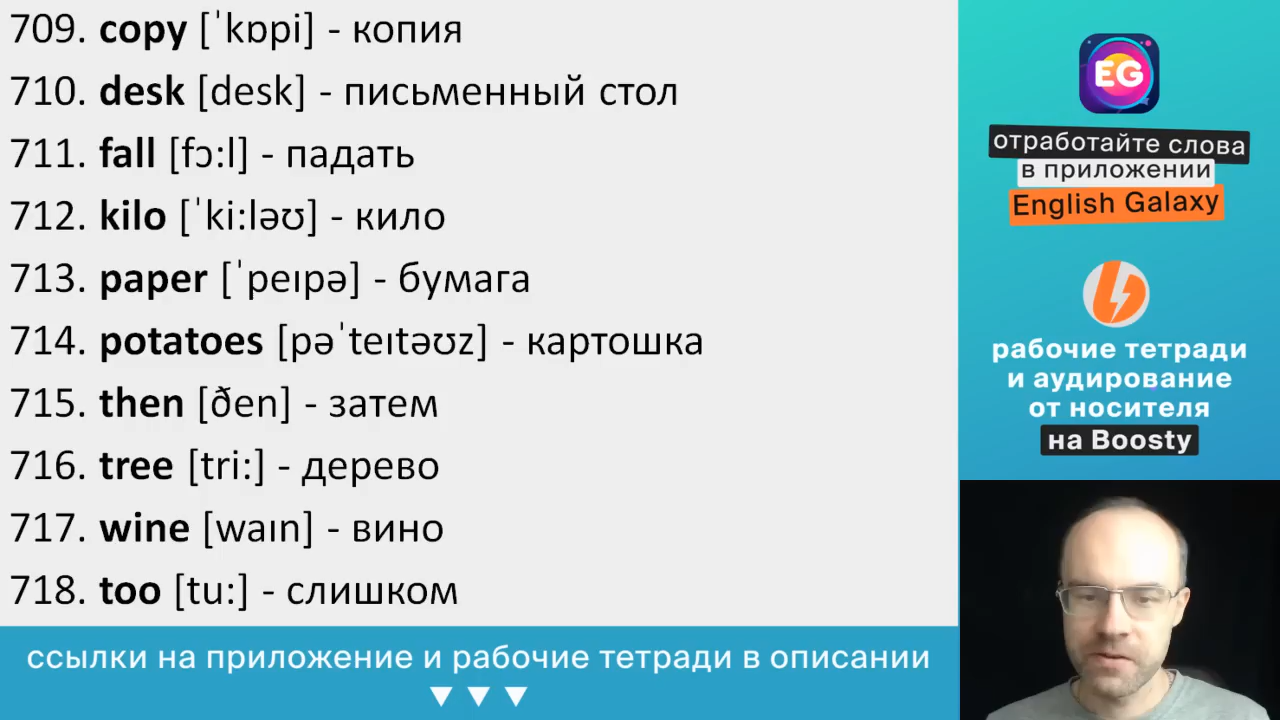 709. copy [ˈkɒpi] - копия
710. desk [desk] - письменный стол
711. fall [fɔ:l] - падать
712. kilo [ˈki:ləʊ] - кило
713. paper [ˈpeɪpə] - бумага
714. potatoes [pəˈteɪtəʊz] - картошка
715. then [ðen] - затем
716. tree [tri:] - дерево
717. wine [waɪn] - вино
718. too [tu:] - слишком
ссылки на приложение и рабочие тетради в описании
EG
отработайте слова
в приложении
English Galaxy
рабочие тетради
и аудирование
от носителя
на Boosty